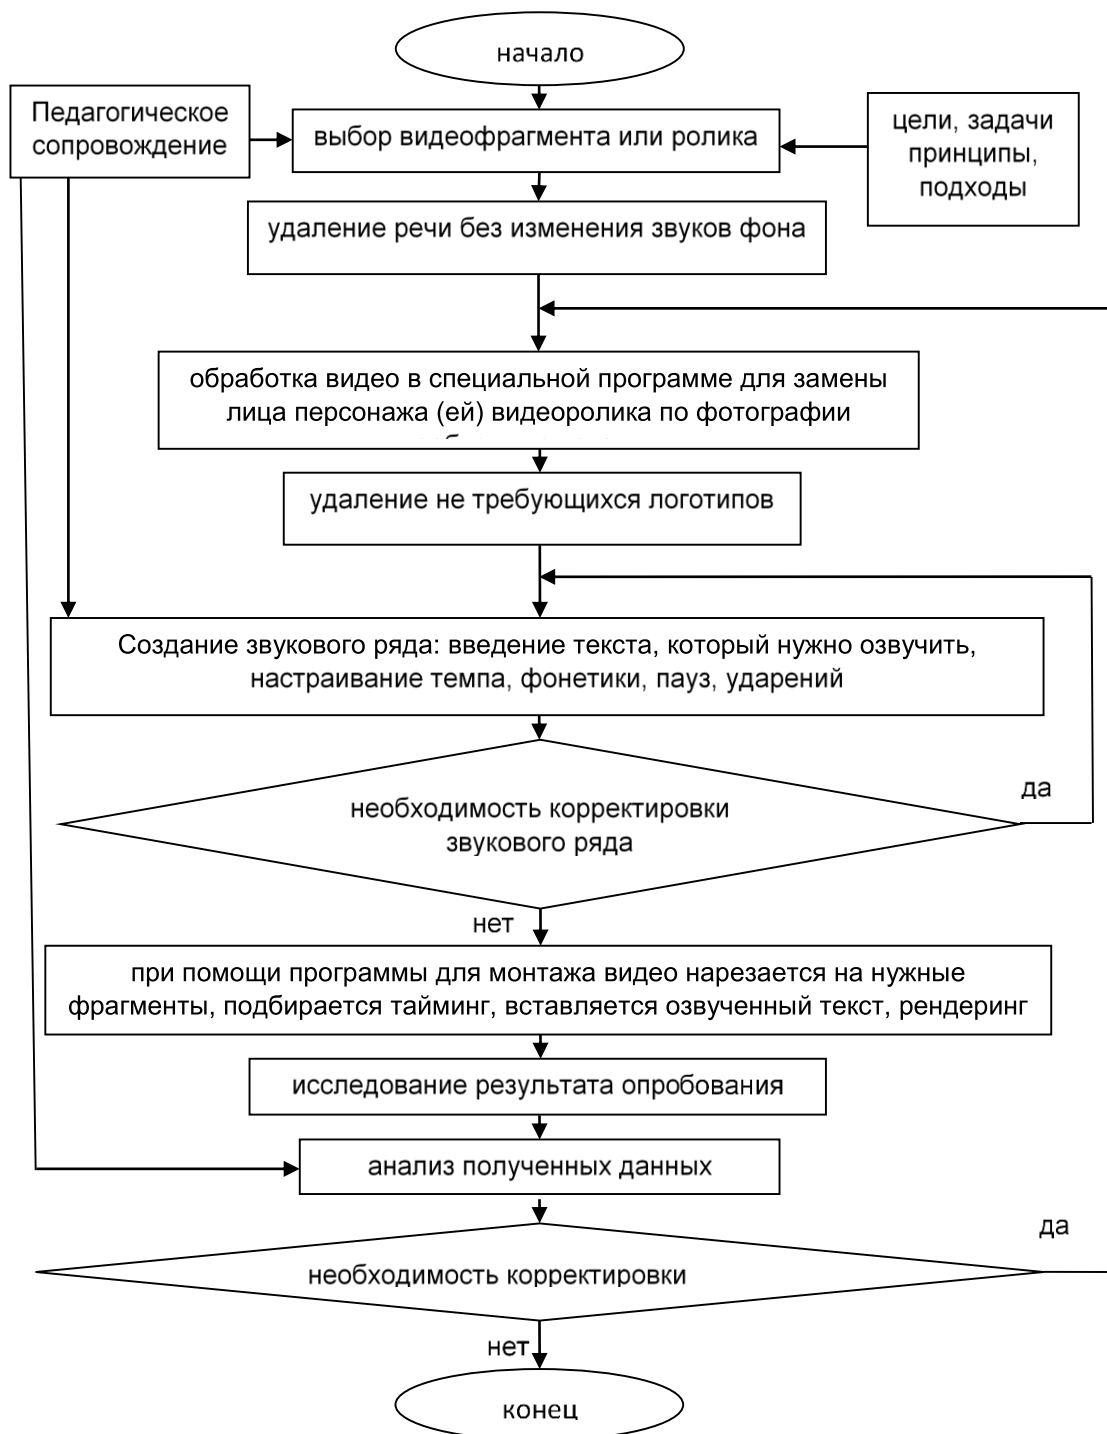 начало
Педагогическое
сопровождение
выбор видеофрагмента или ролика
цели, задачи
принципы,
подходы
удаление речи без изменения звуков фона
обработка видео в специальной программе для замены
лица персонажа (ей) видеоролика по фотографии
удаление не требующихся логотипов
Создание звукового ряда: введение текста, который нужно озвучить,
настраивание темпа, фонетики, пауз, ударений
необходимость корректировки
звукового ряда
да
нет
при помощи программы для монтажа видео нарезается на нужные
фрагменты, подбирается тайминг, вставляется озвученный текст, рендеринг
исследование результата опробования
анализ полученных данных
необходимость корректировки
да
нет
конец